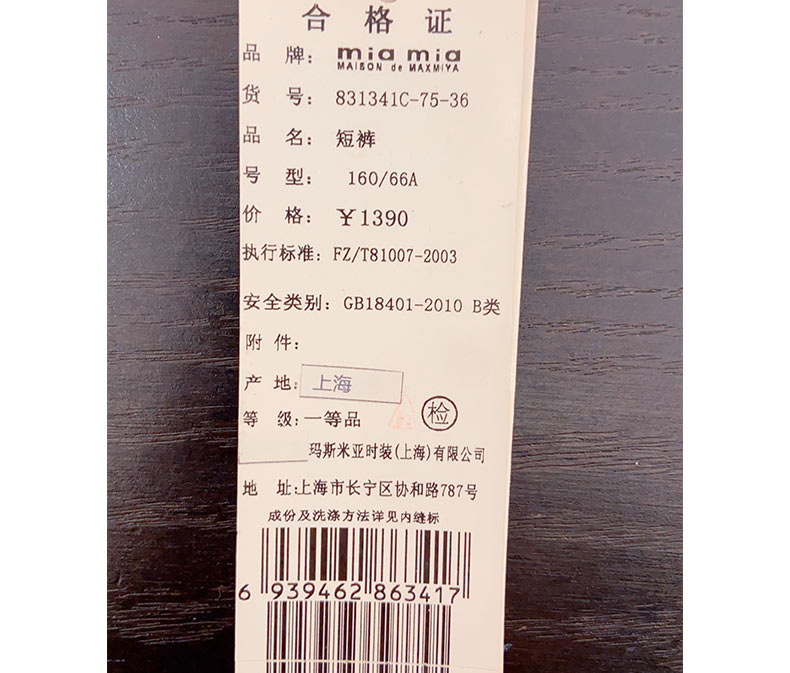 合格证
品 牌: mia mia
MAISON de MAXMIYA
货 号: 831341C-75-36
品 名: 短裤
号 型: 160/66A
价 格: ￥1390
执行标准: FZ/T81007-2003
安全类别: GB18401-2010 B类
附 件:
产 地: 上海
等 级: 一等品 检
玛斯米亚时装(上海)有限公司
地 址:上海市长宁区协和路787号
成份及洗涤方法详见内缝标
6 939462 863417